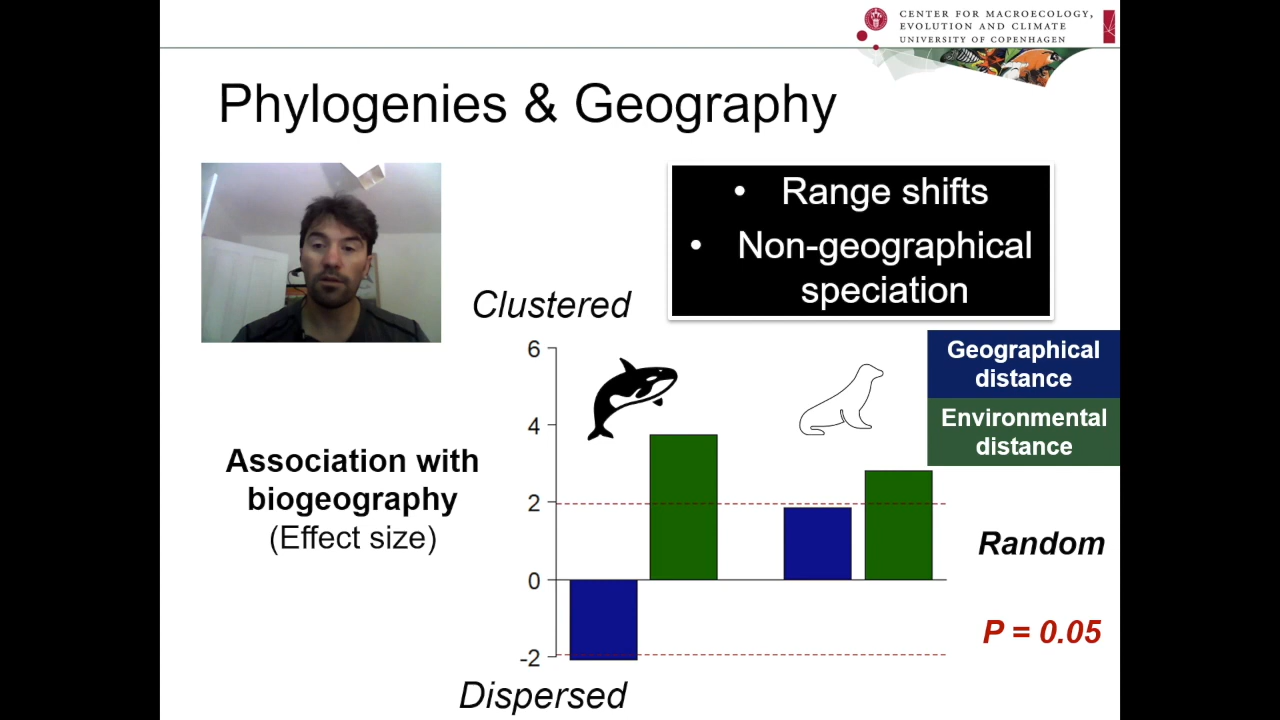 CENTER FOR MACROECOLOGY,
EVOLUTION AND CLIMATE
UNIVERSITY OF COPENHAGEN
Phylogenies & Geography
• Range shifts
• Non-geographical
speciation
Clustered
Geographical
distance
Environmental
distance
Association with
biogeography
(Effect size)
6
4
2
0
-2
Random
P = 0.05
Dispersed